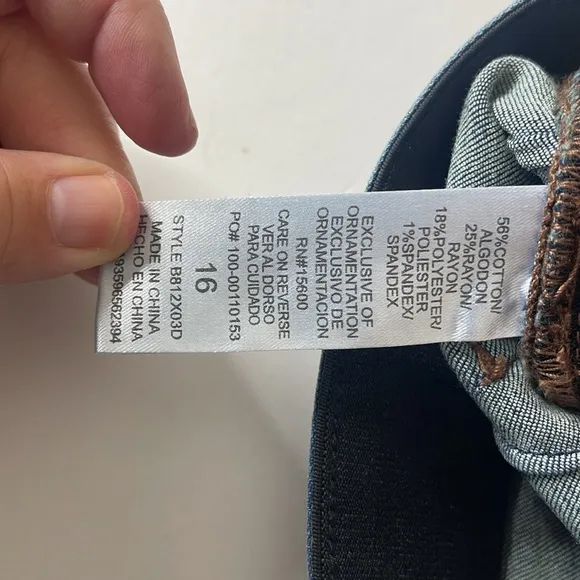 56%COTTON/
ALGODON
25%RAYON/
RAYON
18%POLYESTER/
POLIESTER
1%SPANDEX/
SPANDEX
EXCLUSIVE OF
ORNAMENTATION
EXCLUSIVO DE
ORNAMENTACION
RN#15600
CARE ON REVERSE
VER AL DORSO
PARA CUIDADO
PO# 100-00110153
16
STYLE B812X03D
MADE IN CHINA
HECHO EN CHINA